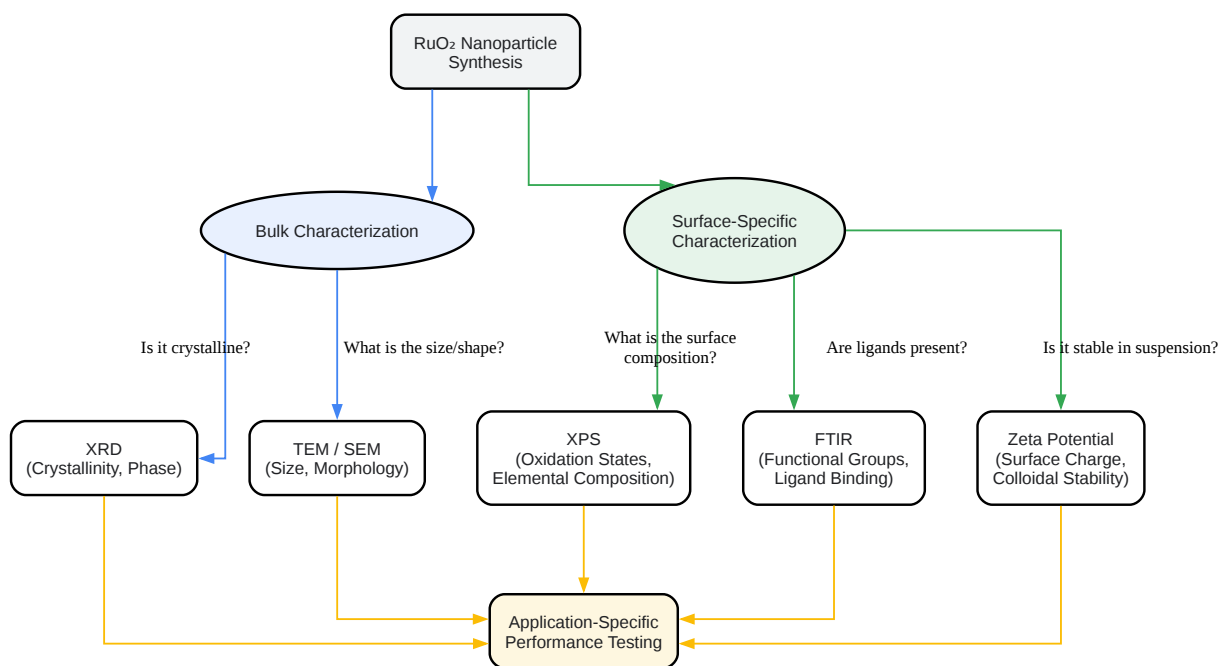 RuO₂ Nanoparticle
Synthesis
Bulk Characterization
Surface-Specific
Characterization
Is it crystalline?
What is the size/shape?
What is the surface
composition?
Are ligands present?
Is it stable in suspension?
XRD
(Crystallinity, Phase)
TEM / SEM
(Size, Morphology)
XPS
(Oxidation States,
Elemental Composition)
FTIR
(Functional Groups,
Ligand Binding)
Zeta Potential
(Surface Charge,
Colloidal Stability)
Application-Specific
Performance Testing